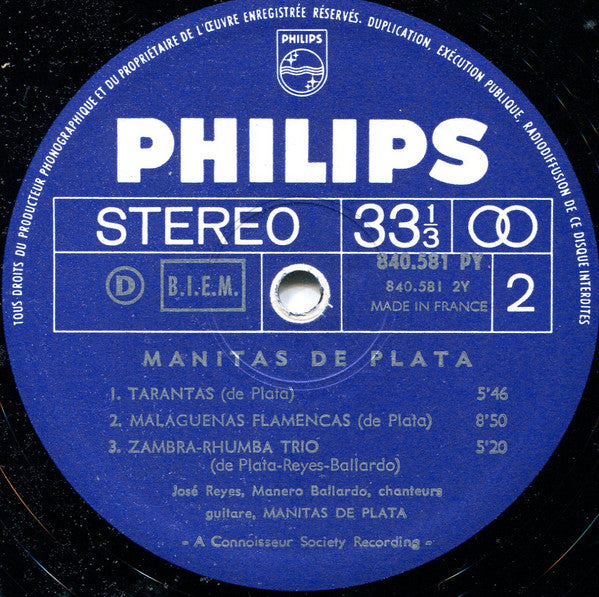 TOUS DROITS DU PRODUCTEUR PHONOGRAPHIQUE ET DU PROPRIÉTAIRE DE L'ŒUVRE ENREGISTRÉE RÉSERVÉS. DUPLICATION, EXÉCUTION PUBLIQUE, RADIODIFFUSION DE CE DISQUE INTERDITES
PHILIPS
PHILIPS
STEREO 33 1/3
D B.I.E.M. 840.581 PY 2
840.581 2Y
MADE IN FRANCE
MANITAS DE PLATA
1. TARANTAS (de Plata) 5'46
2. MALAGUENAS FLAMENCAS (de Plata) 8'50
3. ZAMBRA-RHUMBA TRIO 5'20
(de Plata-Reyes-Ballardo)
José Reyes, Manero Ballardo, chanteurs
guitare, MANITAS DE PLATA
- A Connoisseur Society Recording -